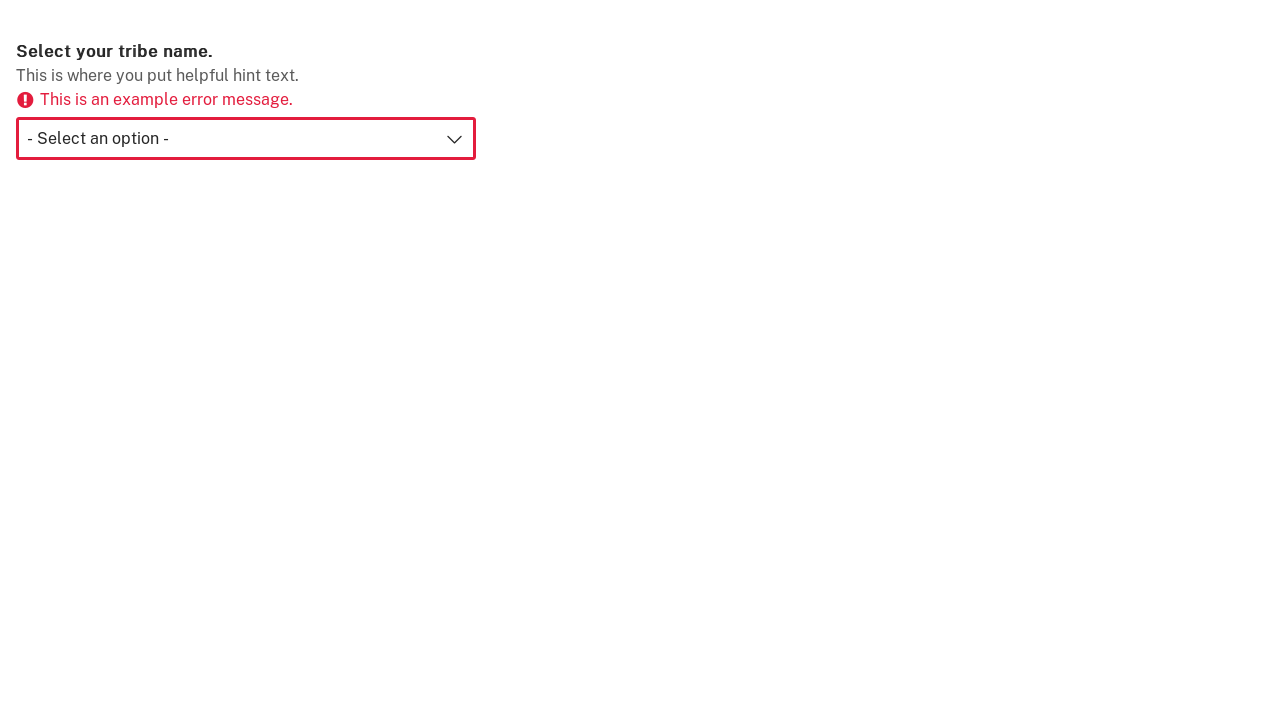 Select your tribe name.
This is where you put helpful hint text.
This is an example error message.
- Select an option -